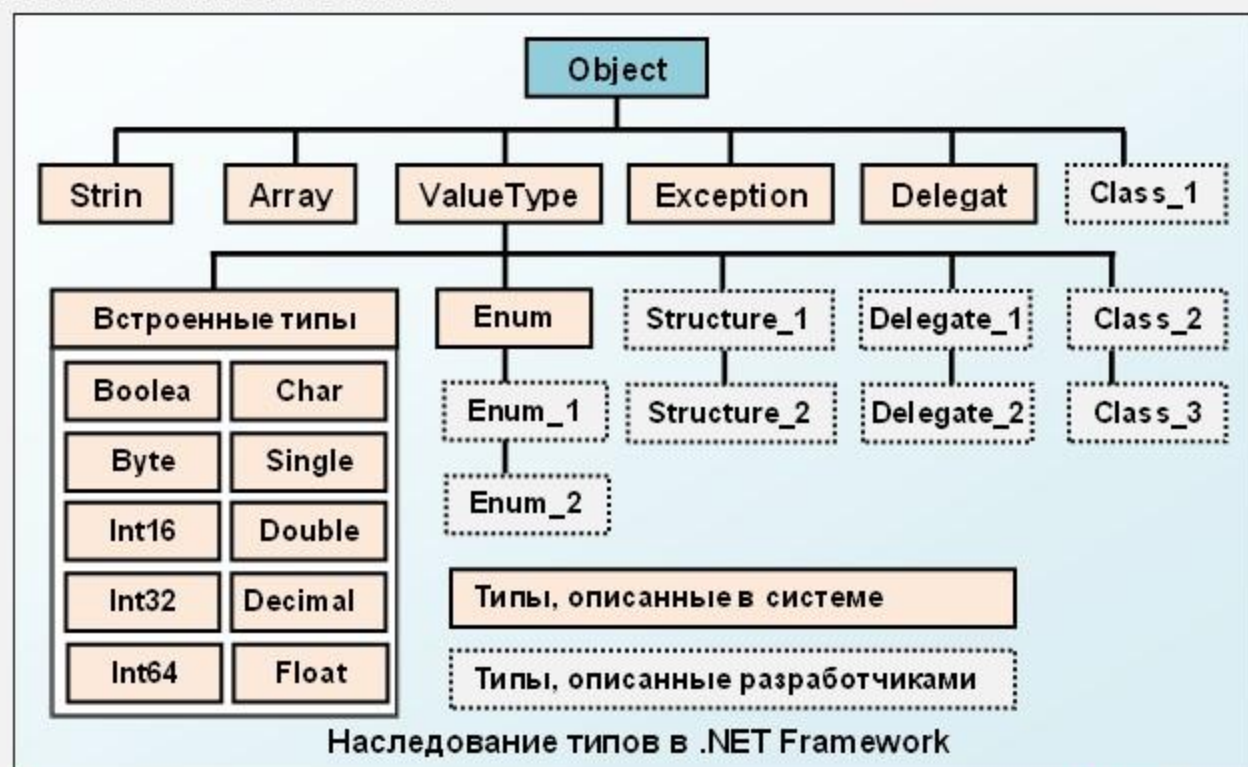 Object
Strin
Array
ValueType
Exception
Delegat
Class_1
Встроенные типы
Enum
Structure_1
Delegate_1
Class_2
Boolea
Char
Enum_1
Structure_2
Delegate_2
Class_3
Byte
Single
Enum_2
Int16
Double
Int32
Decimal
Типы, описанные в системе
Int64
Float
Типы, описанные разработчиками
Наследование типов в .NET Framework